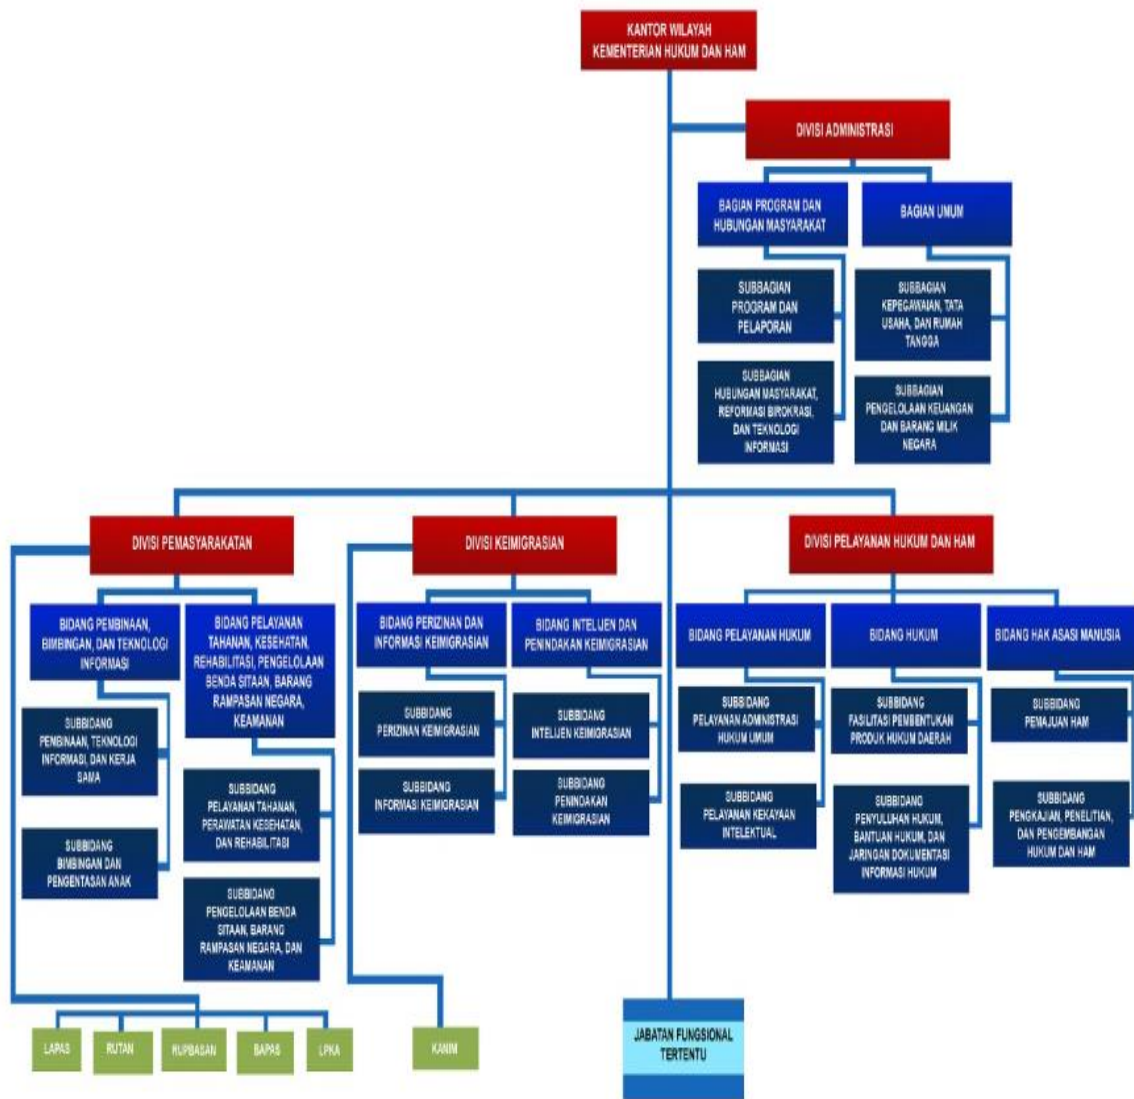 KANTOR WILAYAH
KEMENTERIAN HUKUM DAN HAM
DIVISI ADMINISTRASI
BAGIAN PROGRAM DAN
HUBUNGAN MASYARAKAT
BAGIAN UMUM
SUBBAGIAN
PROGRAM DAN
PELAPORAN
SUBBAGIAN
KEPEGAWAIAN, TATA
USAHA, DAN RUMAH
TANGGA
SUBBAGIAN
HUBUNGAN MASYARAKAT,
REFORMASI BIROKRASI,
DAN TEKNOLOGI
INFORMASI
SUBBAGIAN
PENGELOLAAN KEUANGAN
DAN BARANG MILIK
NEGARA
DIVISI PEMASYARAKATAN
DIVISI KEIMIGRASIAN
DIVISI PELAYANAN HUKUM DAN HAM
BIDANG PEMBINAAN,
BIMBINGAN, DAN TEKNOLOGI
INFORMASI
BIDANG PELAYANAN
TAHANAN, KESEHATAN,
REHABILITASI, PENGELOLAAN
BENDA SITAAN, BARANG
RAMPASAN NEGARA,
KEAMANAN
BIDANG PERIZINAN DAN
INFORMASI KEIMIGRASIAN
BIDANG INTELIJEN DAN
PENINDAKAN KEIMIGRASIAN
BIDANG PELAYANAN HUKUM
BIDANG HUKUM
BIDANG HAK ASASI MANUSIA
SUBBIDANG
PEMBINAAN, TEKNOLOGI
INFORMASI, DAN KERJA
SAMA
SUBBIDANG
BIMBINGAN DAN
PENGENTASAN ANAK
SUBBIDANG
PELAYANAN TAHANAN,
PERAWATAN KESEHATAN,
DAN REHABILITASI
SUBBIDANG
PENGELOLAAN BENDA
SITAAN, BARANG
RAMPASAN NEGARA, DAN
KEAMANAN
SUBBIDANG
PERIZINAN KEIMIGRASIAN
SUBBIDANG
INFORMASI KEIMIGRASIAN
SUBBIDANG
INTELIJEN KEIMIGRASIAN
SUBBIDANG
PENINDAKAN
KEIMIGRASIAN
SUBBIDANG
PELAYANAN ADMINISTRASI
HUKUM UMUM
SUBBIDANG
PELAYANAN KEKAYAAN
INTELEKTUAL
SUBBIDANG
FASILITASI PEMBENTUKAN
PRODUK HUKUM DAERAH
SUBBIDANG
PENYULUHAN HUKUM,
BANTUAN HUKUM, DAN
JARINGAN DOKUMENTASI
INFORMASI HUKUM
SUBBIDANG
PEMAJUAN HAM
SUBBIDANG
PENGKAJIAN, PENELITIAN,
DAN PENGEMBANGAN
HUKUM DAN HAM
LAPAS
RUTAN
RUPBASAN
BAPAS
LPKA
KANIM
JABATAN FUNGSIONAL
TERTENTU